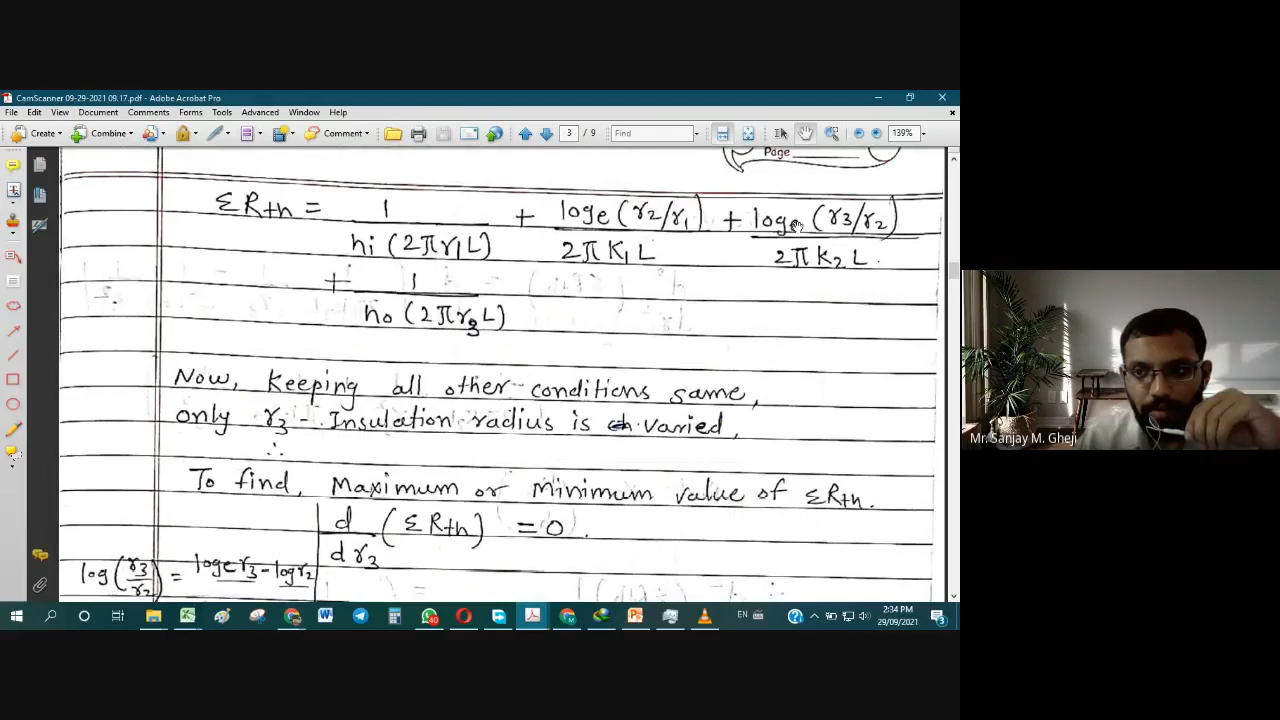 CamScanner 09-29-2021 09.17.pdf - Adobe Acrobat Pro
File Edit View Document Comments Forms Tools Advanced Window Help
Create Combine Comment 3 / 9 Find 139%
Page
ΣRth = 1 / hi (2πr1L) + loge (r2/r1) / 2πK1L + loge (r3/r2) / 2πK2L
+ 1 / ho (2πr3L)
Now, Keeping all other conditions same,
only r3 - Insulation radius is varied,
∴
To find, Maximum or minimum value of ΣRth.
d / dr3 (ΣRth) = 0.
log (r3/r2) = loge r3 - log r2
Mr. Sanjay M. Gheji
40
EN
2:34 PM
29/09/2021
3